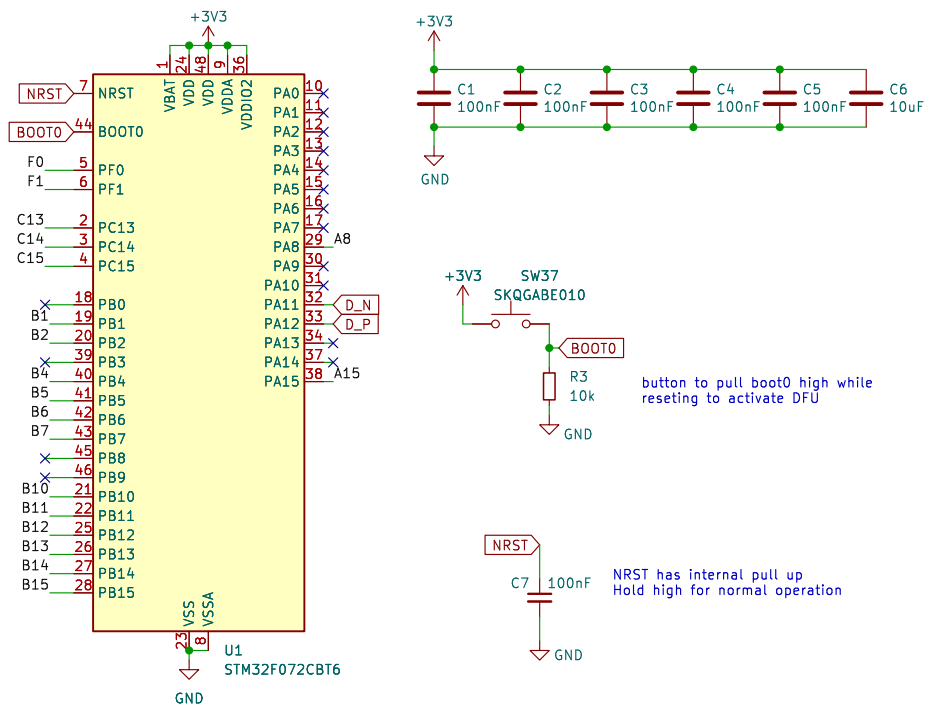 +3V3
1
24
48
9
36
VBAT
VDD
VDD
VDDA
VDDIO2
NRST
7
NRST
BOOT0
44
BOOT0
F0
5
PF0
F1
6
PF1
C13
2
PC13
C14
3
PC14
C15
4
PC15
18
PB0
B1
19
PB1
B2
20
PB2
39
PB3
B4
40
PB4
B5
41
PB5
B6
42
PB6
B7
43
PB7
45
PB8
46
PB9
B10
21
PB10
B11
22
PB11
B12
25
PB12
B13
26
PB13
B14
27
PB14
B15
28
PB15
PA0
10
PA1
11
PA2
12
PA3
13
PA4
14
PA5
15
PA6
16
PA7
17
PA8
29
A8
PA9
30
PA10
31
PA11
32
D_N
PA12
33
D_P
PA13
34
PA14
37
PA15
38
A15
VSS
VSSA
23
8
U1
STM32F072CBT6
GND
+3V3
C1
100nF
C2
100nF
C3
100nF
C4
100nF
C5
100nF
C6
10uF
GND
+3V3
SW37
SKQGABE010
BOOT0
R3
10k
GND
button to pull boot0 high while
reseting to activate DFU
NRST
C7
100nF
GND
NRST has internal pull up
Hold high for normal operation